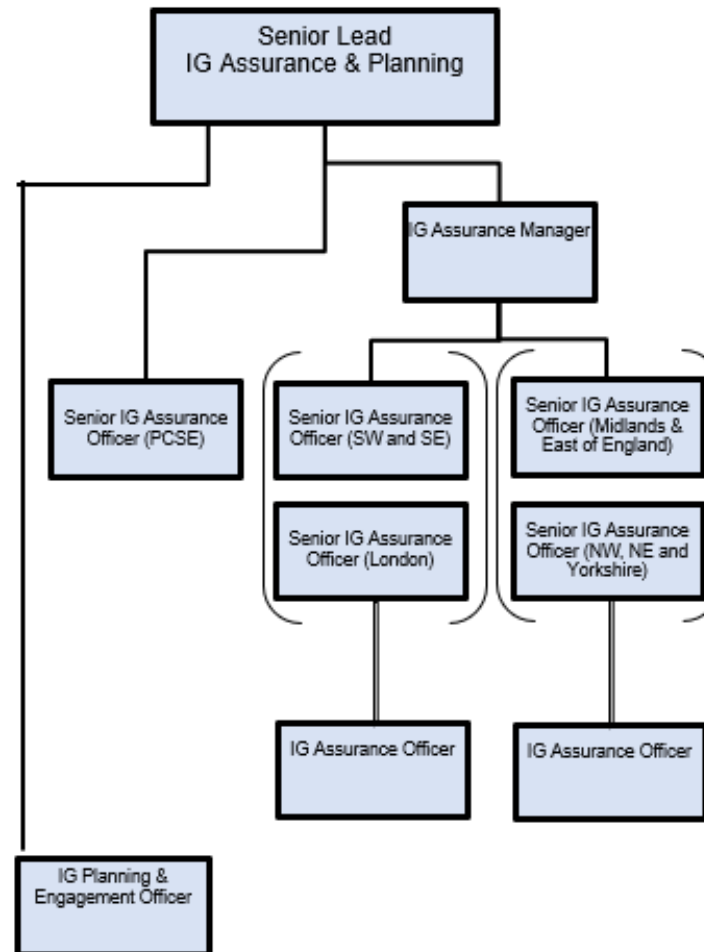 Senior Lead
IG Assurance & Planning
IG Assurance Manager
Senior IG Assurance
Officer (PCSE)
Senior IG Assurance
Officer (SW and SE)
Senior IG Assurance
Officer (Midlands &
East of England)
Senior IG Assurance
Officer (London)
Senior IG Assurance
Officer (NW, NE and
Yorkshire)
IG Assurance Officer
IG Assurance Officer
IG Planning &
Engagement Officer